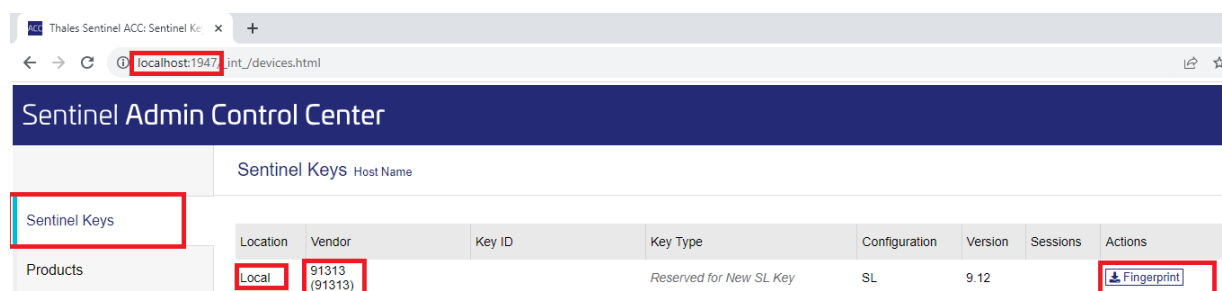 ACC Thales Sentinel ACC: Sentinel Ke
localhost:1947/_int_/devices.html
Sentinel Admin Control Center
Sentinel Keys Host Name
Sentinel Keys
Location Vendor Key ID Key Type Configuration Version Sessions Actions
Products
Local 91313 Reserved for New SL Key SL 9.12 Fingerprint
(91313)